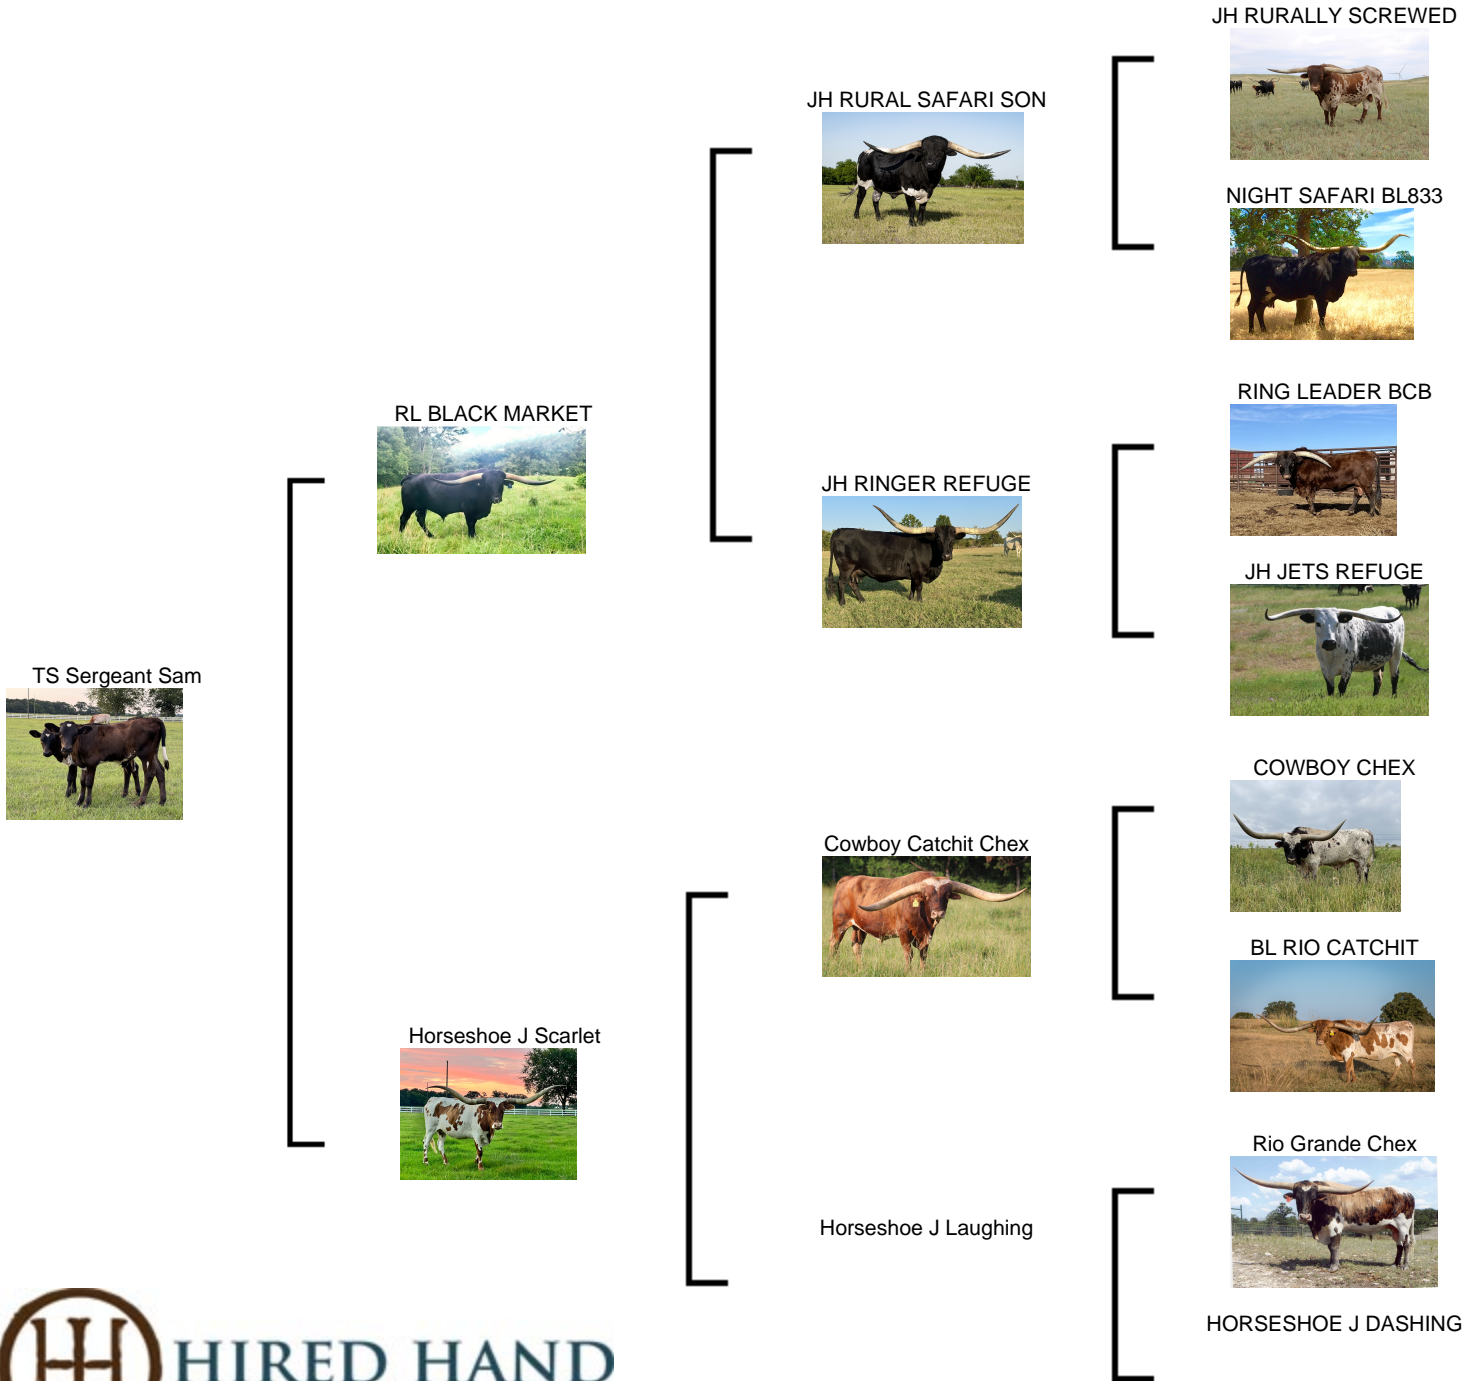 JH RURALLY SCREWED
JH RURAL SAFARI SON
NIGHT SAFARI BL833
RING LEADER BCB
RL BLACK MARKET
JH RINGER REFUGE
JH JETS REFUGE
TS Sergeant Sam
COWBOY CHEX
Cowboy Catchit Chex
BL RIO CATCHIT
Horseshoe J Scarlet
Rio Grande Chex
Horseshoe J Laughing
HORSESHOE J DASHING
HIRED HAND